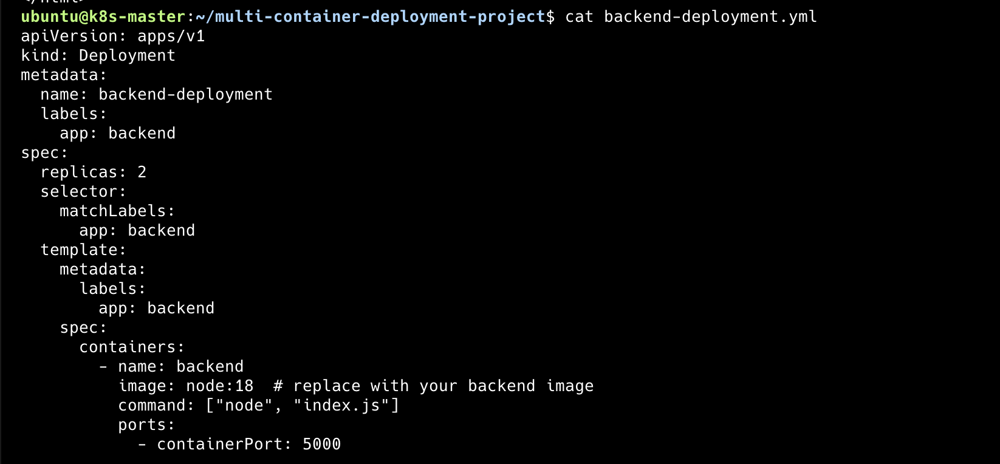 ubuntu@k8s-master:~/multi-container-deployment-project$ cat backend-deployment.yml
apiVersion: apps/v1
kind: Deployment
metadata:
  name: backend-deployment
  labels:
    app: backend
spec:
  replicas: 2
  selector:
    matchLabels:
      app: backend
  template:
    metadata:
      labels:
        app: backend
    spec:
      containers:
        - name: backend
          image: node:18  # replace with your backend image
          command: ["node", "index.js"]
          ports:
            - containerPort: 5000